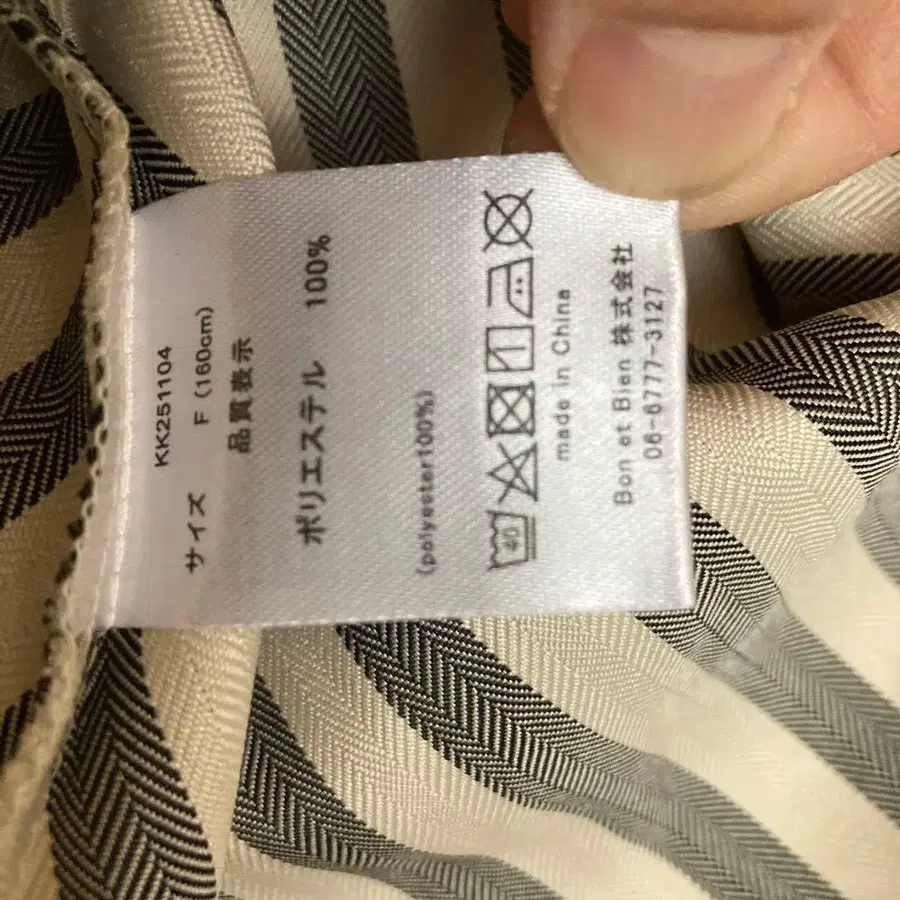 KK251104
サイズ F (160cm)
品質表示
ポリエステル 100%
(polyester100%)
40
made in China
Bon et Bien 株式会社
06-6777-3127